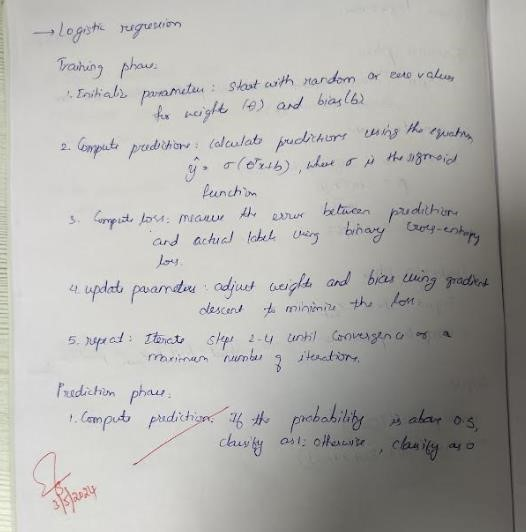 → Logistic regression
Training phase:
1. Initializ parameters: start with random or zero values
for weight (θ) and bias (b)
2. Compute predictions: calculate predictions using the equation
ŷ = σ(θᵀx+b), where σ is the sigmoid
function
3. Compute loss: measure the error between predictions
and actual labels using binary cross-entropy
loss.
4. update parameters: adjust weights and bias using gradient
descent to minimize the loss.
5. repeat: Iterate steps 2-4 until convergence or a
maximum number of iterations.
Prediction phase:
1. Compute prediction: If the probability is above 0.5,
classify as 1: otherwise, classify as 0
3/5/2024